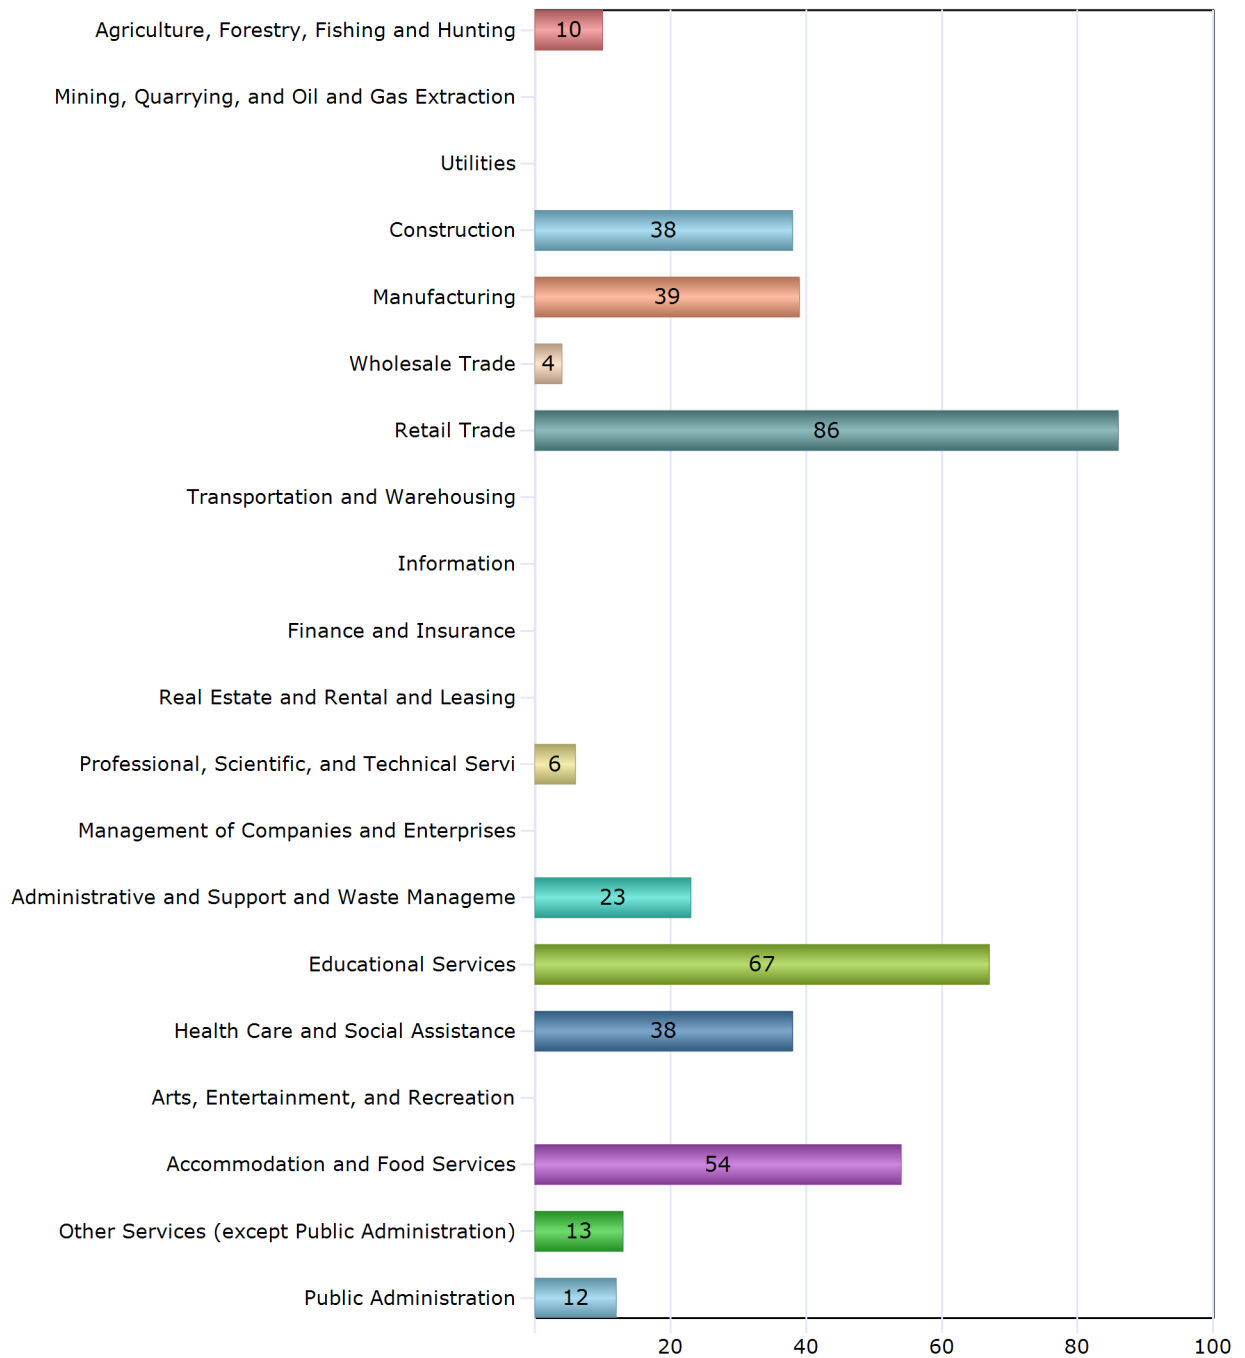 Agriculture, Forestry, Fishing and Hunting 10
Mining, Quarrying, and Oil and Gas Extraction
Utilities
Construction 38
Manufacturing 39
Wholesale Trade 4
Retail Trade 86
Transportation and Warehousing
Information
Finance and Insurance
Real Estate and Rental and Leasing
Professional, Scientific, and Technical Servi 6
Management of Companies and Enterprises
Administrative and Support and Waste Manageme 23
Educational Services 67
Health Care and Social Assistance 38
Arts, Entertainment, and Recreation
Accommodation and Food Services 54
Other Services (except Public Administration) 13
Public Administration 12
20 40 60 80 100